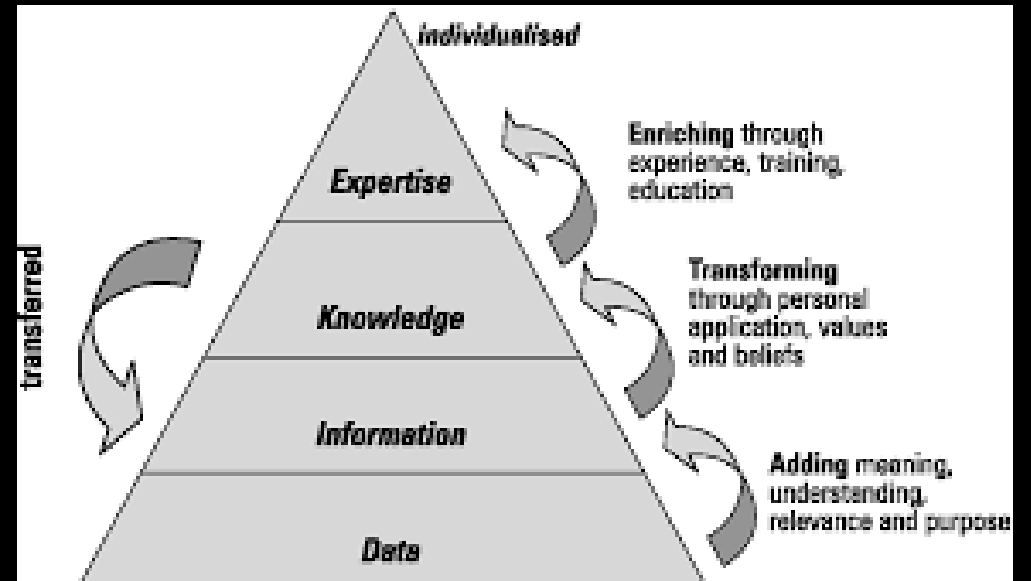 individualised
Enriching through
experience, training,
education
Expertise
transferred
Transforming
through personal
application, values
and beliefs
Knowledge
Information
Adding meaning,
understanding,
relevance and purpose
Data